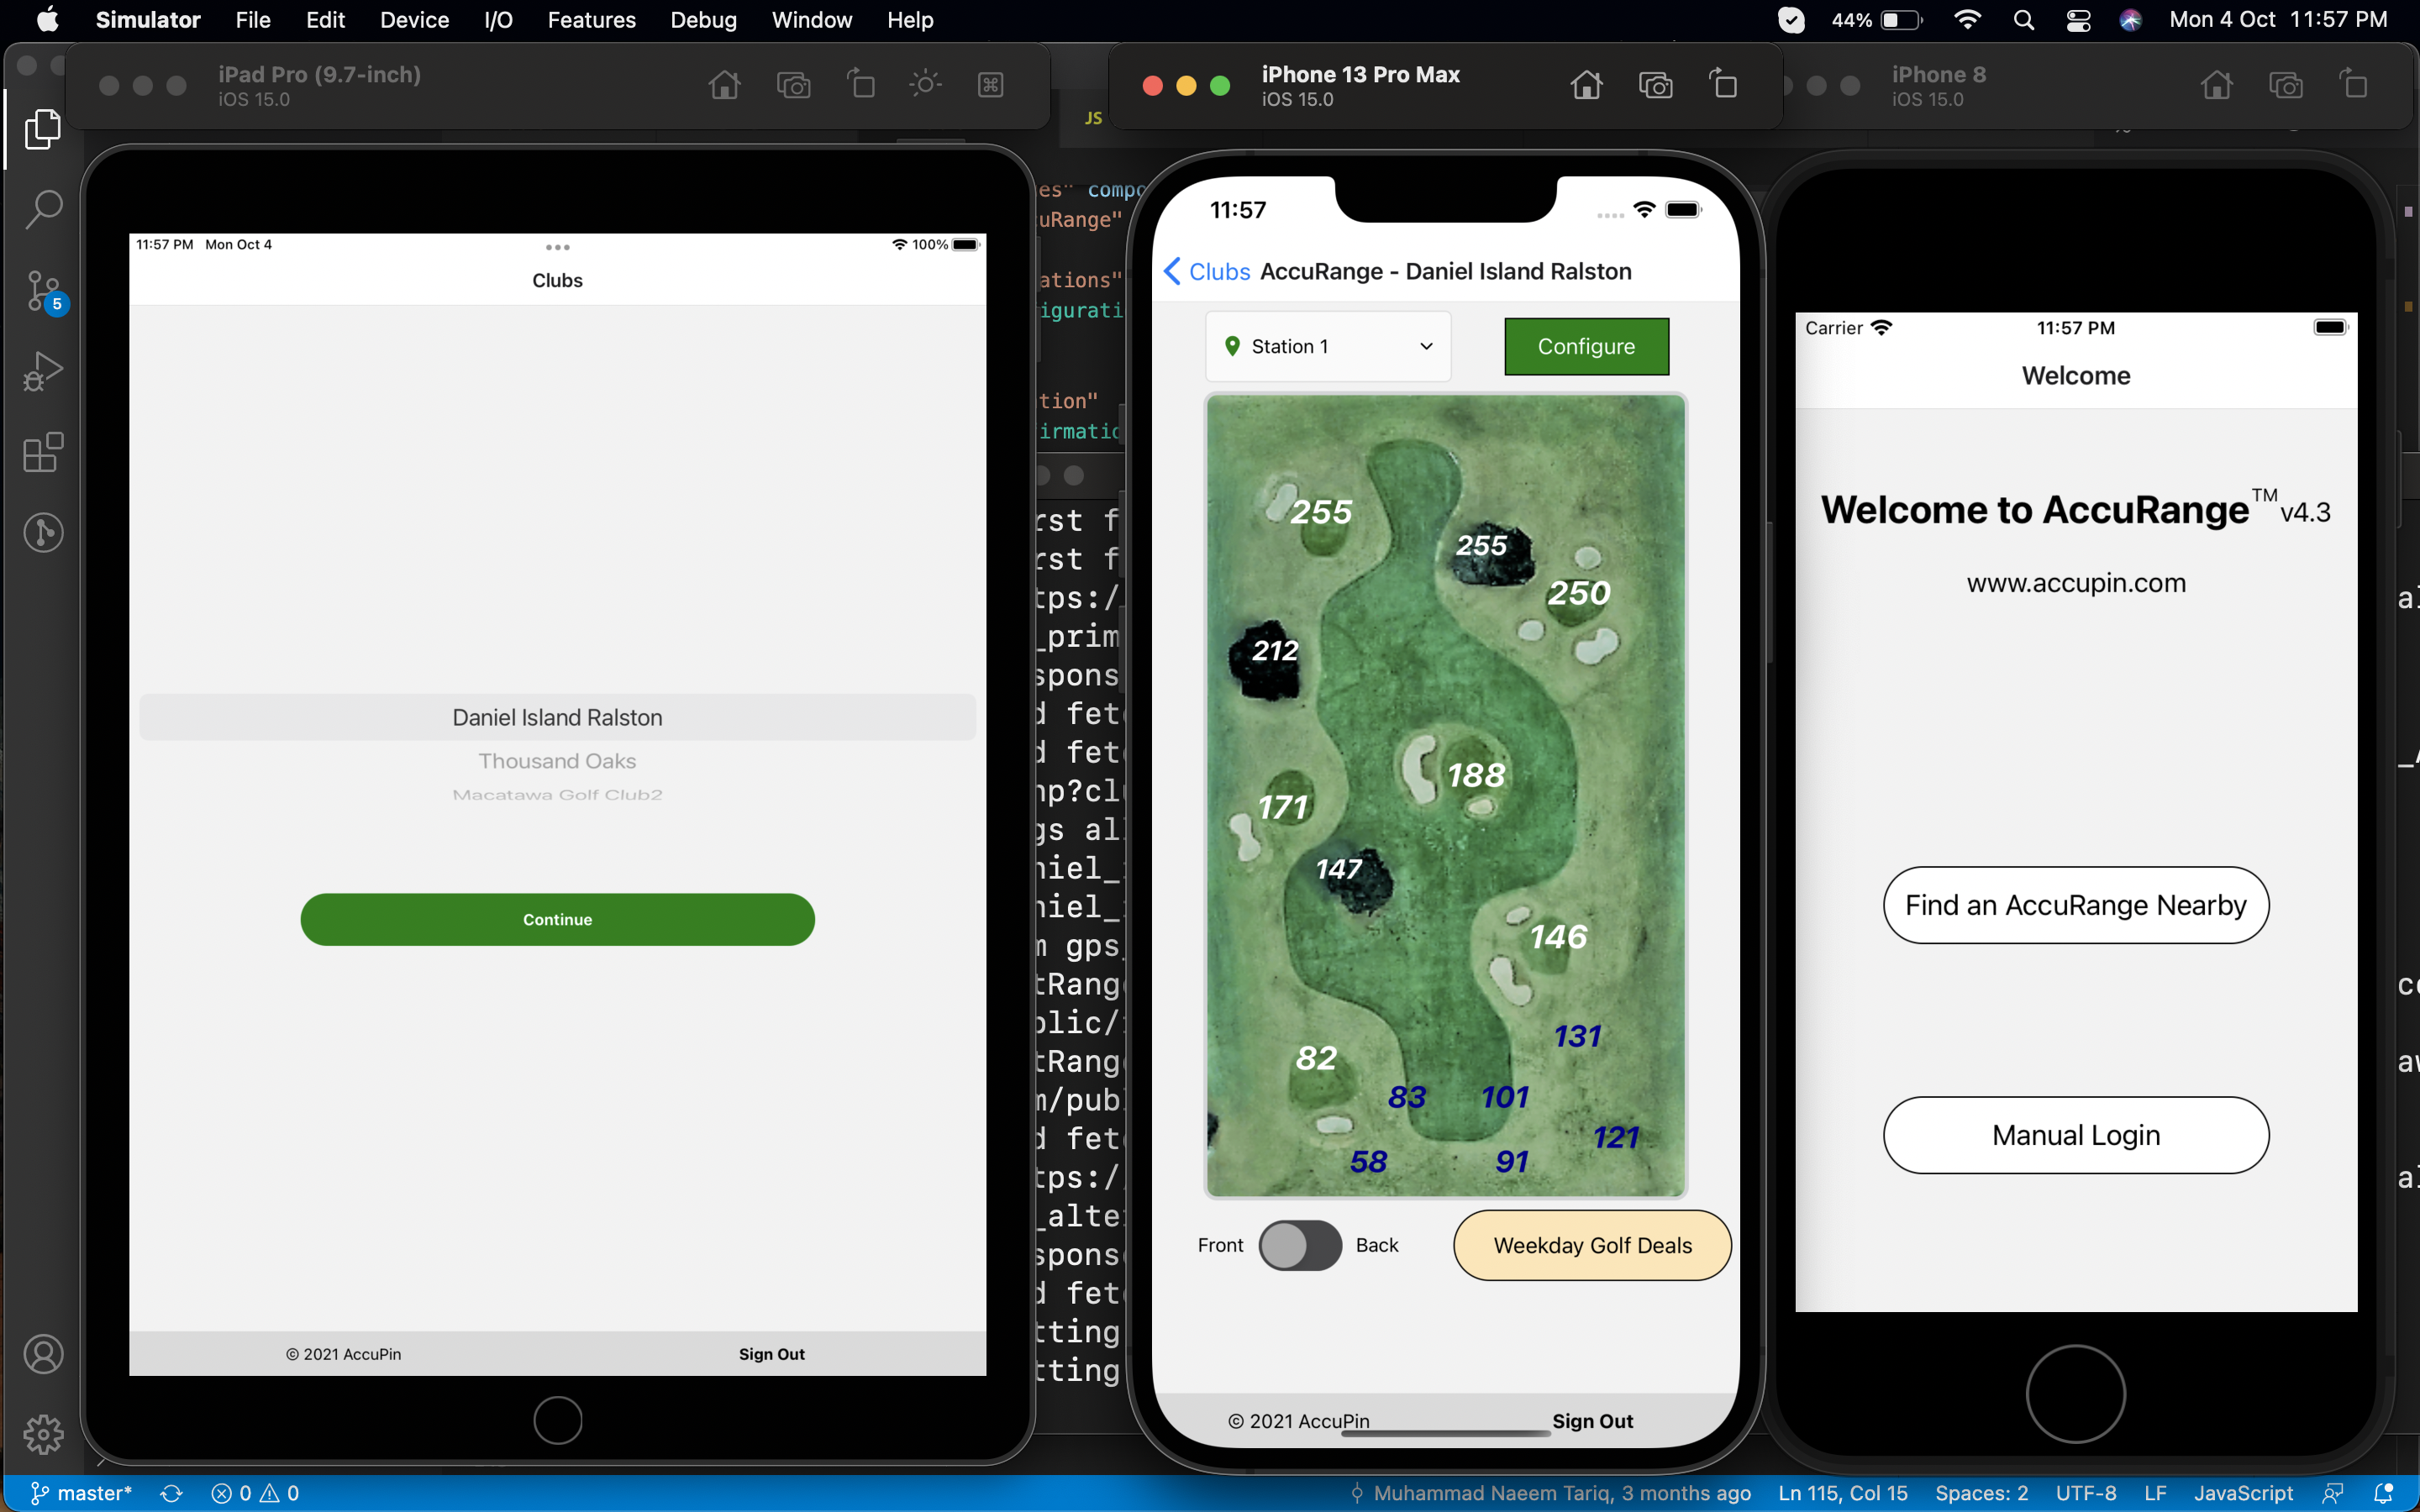 Simulator File Edit Device I/O Features Debug Window Help 44% Mon 4 Oct 11:57 PM
iPad Pro (9.7-inch)
iOS 15.0
iPhone 13 Pro Max
iOS 15.0
iPhone 8
iOS 15.0
JS
5
11:57 PM Mon Oct 4 100%
Clubs
Daniel Island Ralston
Thousand Oaks
Macatawa Golf Club2
Continue
© 2021 AccuPin Sign Out
es" compo
uRange"
ations"
igurati
tion"
irmatic
rst f
rst f
tps:/
_prim
spons
d fet
d fet
np?cl
gs al
niel_
niel_
m gps_
tRang
blic/
tRang
m/pub
d fet
tps:/
_alte
spons
d fet
tting
tting
11:57
Clubs AccuRange - Daniel Island Ralston
Station 1 Configure
255
255
250
212
188
171
147
146
131
82
83 101
121
58 91
Front Back Weekday Golf Deals
© 2021 AccuPin Sign Out
Carrier 11:57 PM
Welcome
Welcome to AccuRange™ v4.3
www.accupin.com
Find an AccuRange Nearby
Manual Login
master* 0 0 Muhammad Naeem Tariq, 3 months ago Ln 115, Col 15 Spaces: 2 UTF-8 LF JavaScript